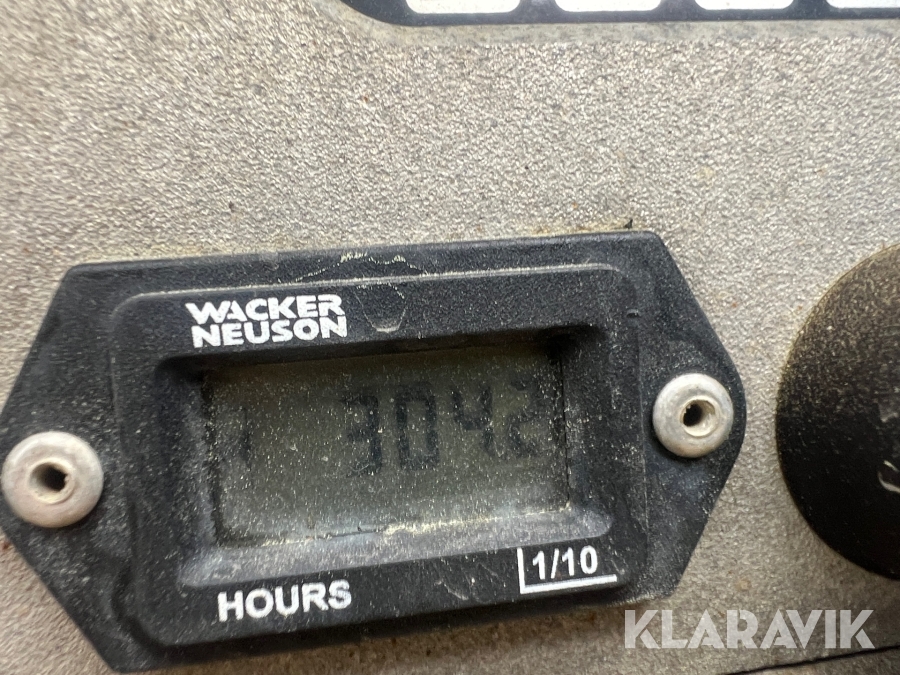 WACKER
NEUSON
3042
HOURS
1/10
KLARAVIK